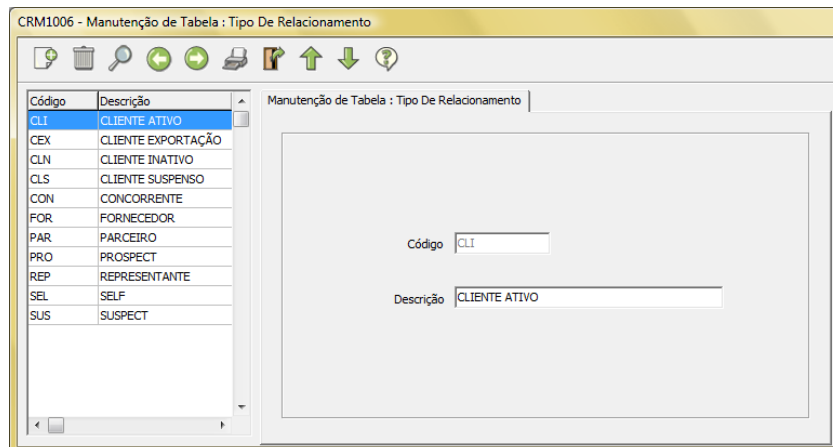 CRM1006 - Manutenção de Tabela : Tipo De Relacionamento
Código Descrição
CLI CLIENTE ATIVO
CEX CLIENTE EXPORTAÇÃO
CLN CLIENTE INATIVO
CLS CLIENTE SUSPENSO
CON CONCORRENTE
FOR FORNECEDOR
PAR PARCEIRO
PRO PROSPECT
REP REPRESENTANTE
SEL SELF
SUS SUSPECT
Manutenção de Tabela : Tipo De Relacionamento
Código CLI
Descrição CLIENTE ATIVO